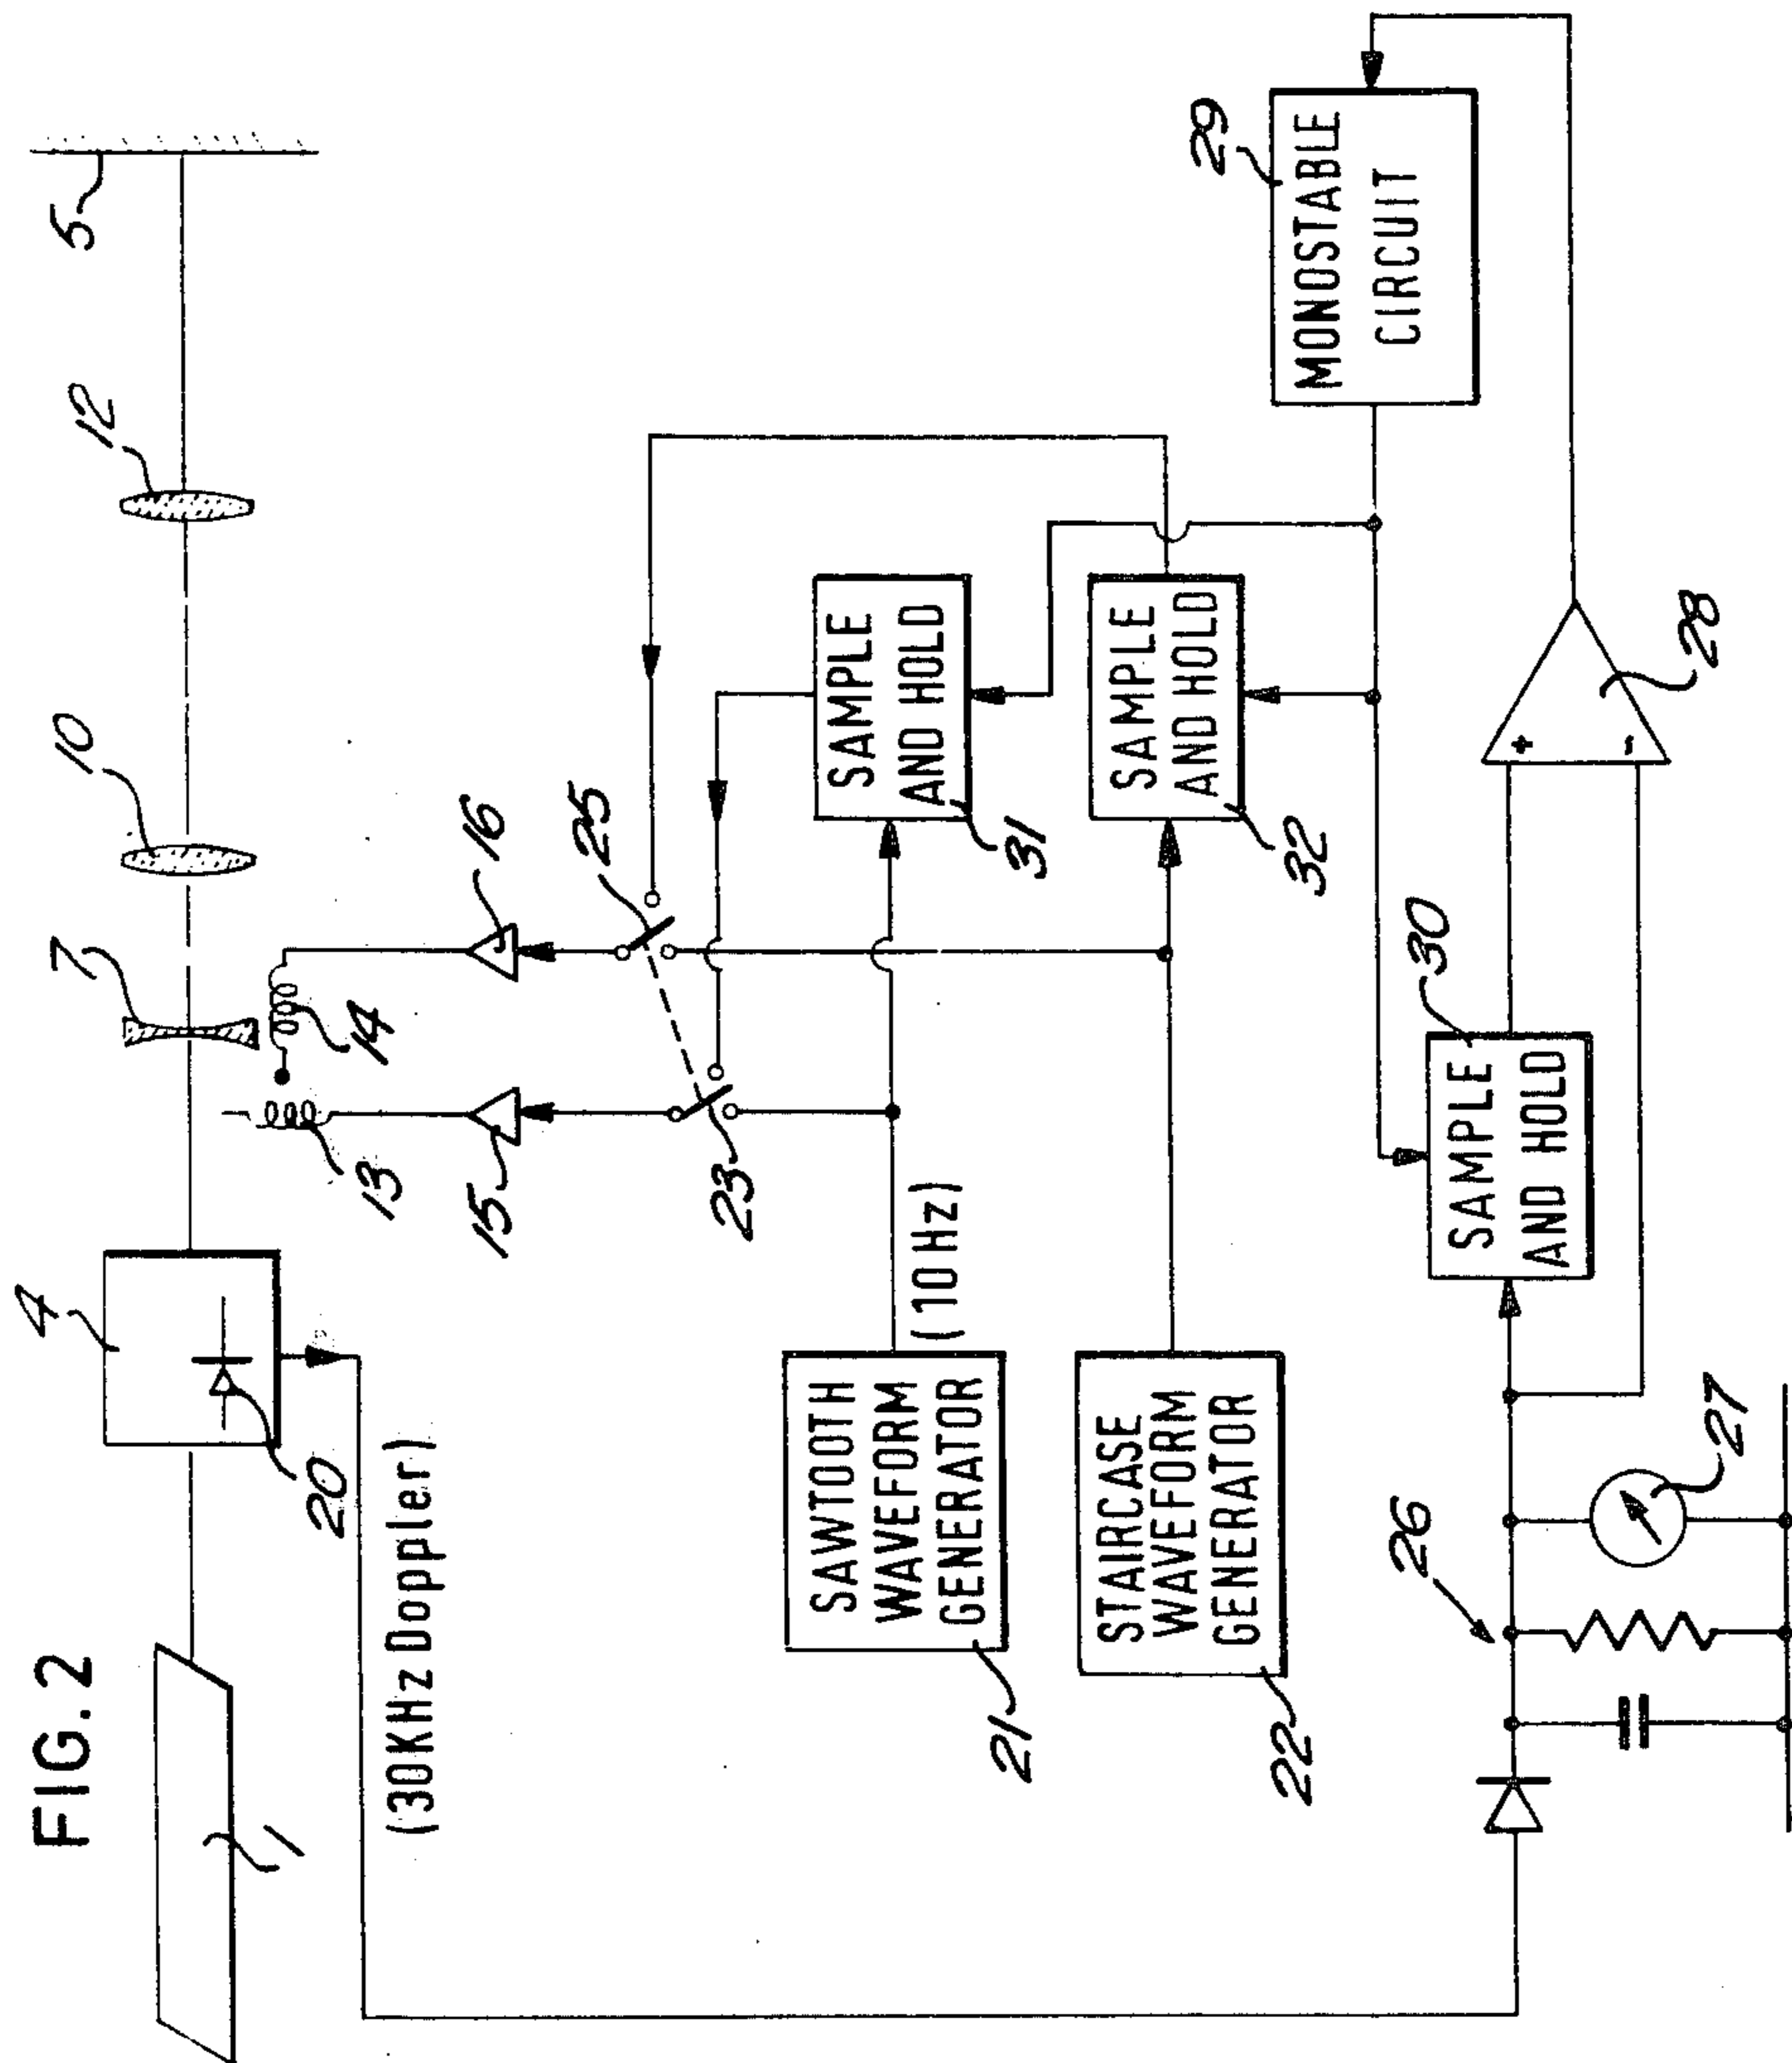 FIG. 2
1
4
20
(30KHz Doppler)
7
10
12
5
13
14
15
16
23
25
SAWTOOTH
WAVEFORM
GENERATOR
21
(10Hz)
STAIRCASE
WAVEFORM
GENERATOR
22
SAMPLE
AND HOLD
31
SAMPLE
AND HOLD
32
MONOSTABLE
CIRCUIT
29
26
27
SAMPLE
AND HOLD
30
+
-
28